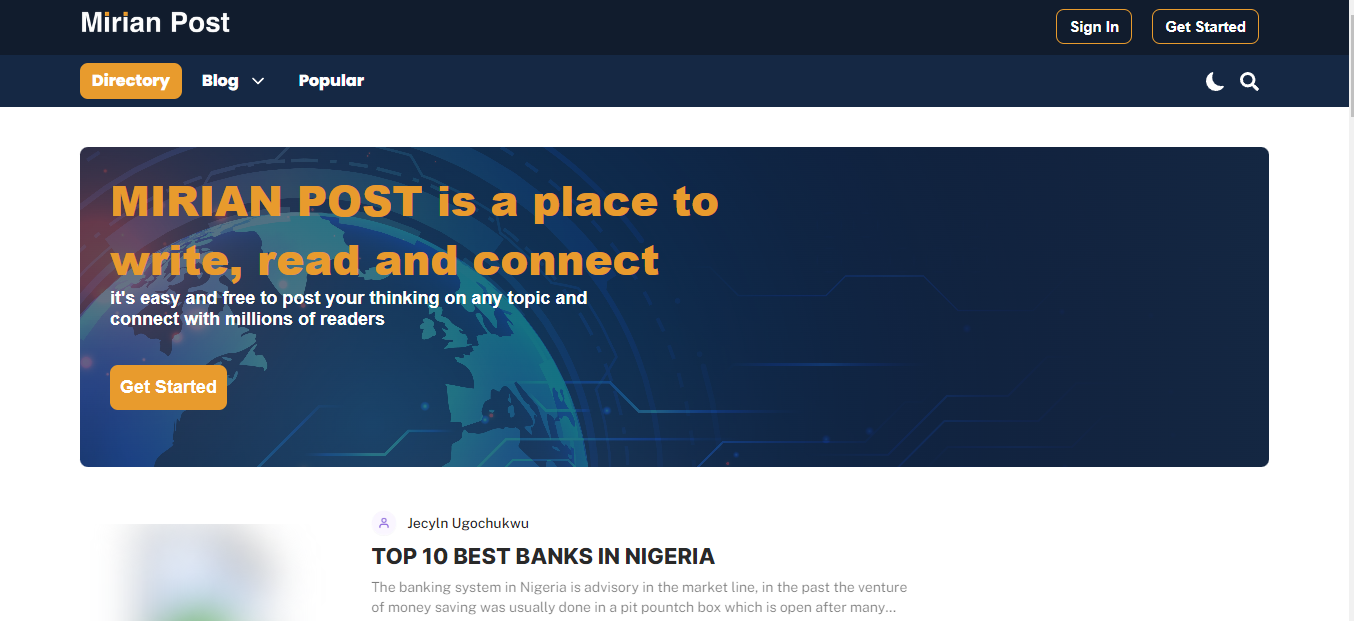 Mirian Post
Sign In
Get Started
Directory
Blog
Popular
MIRIAN POST is a place to
write, read and connect
it's easy and free to post your thinking on any topic and
connect with millions of readers
Get Started
Jecyln Ugochukwu
TOP 10 BEST BANKS IN NIGERIA
The banking system in Nigeria is advisory in the market line, in the past the venture
of money saving was usually done in a pit pountch box which is open after many...